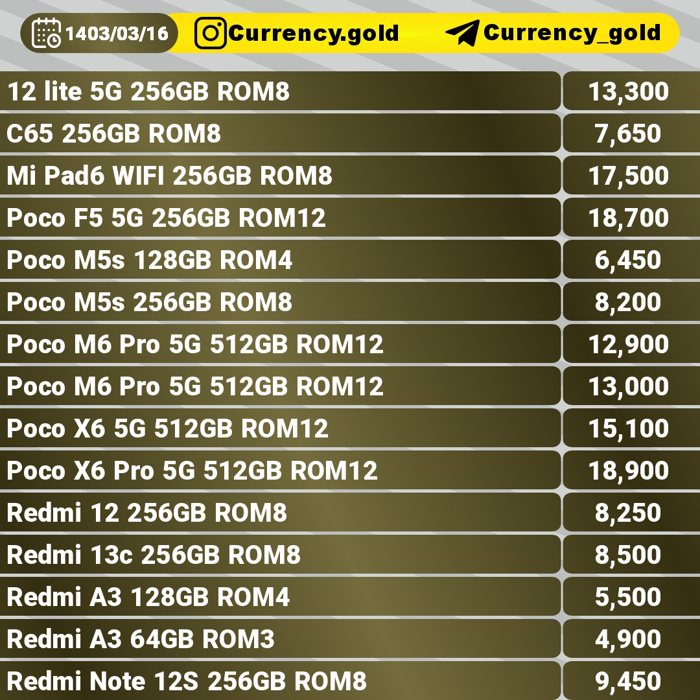 1403/03/16 Currency.gold Currency_gold
12 lite 5G 256GB ROM8 13,300
C65 256GB ROM8 7,650
Mi Pad6 WIFI 256GB ROM8 17,500
Poco F5 5G 256GB ROM12 18,700
Poco M5s 128GB ROM4 6,450
Poco M5s 256GB ROM8 8,200
Poco M6 Pro 5G 512GB ROM12 12,900
Poco M6 Pro 5G 512GB ROM12 13,000
Poco X6 5G 512GB ROM12 15,100
Poco X6 Pro 5G 512GB ROM12 18,900
Redmi 12 256GB ROM8 8,250
Redmi 13c 256GB ROM8 8,500
Redmi A3 128GB ROM4 5,500
Redmi A3 64GB ROM3 4,900
Redmi Note 12S 256GB ROM8 9,450